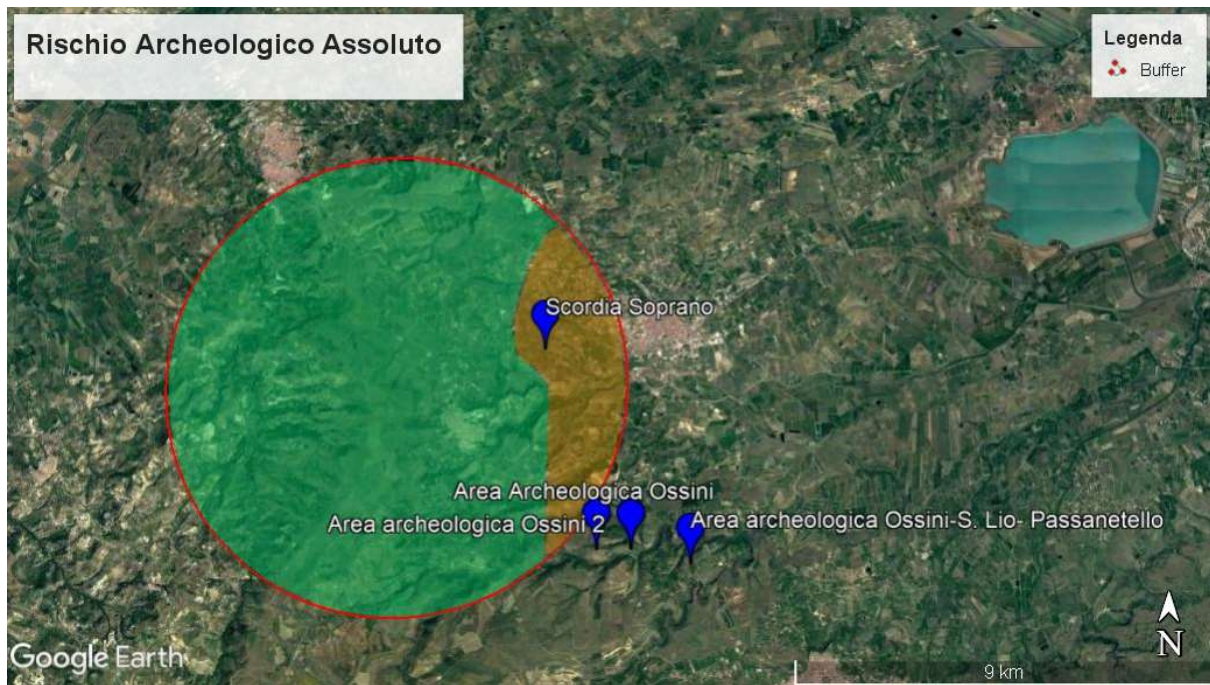 Rischio Archeologico Assoluto
Legenda
Buffer
Scordia Soprano
Area Archeologica Ossini
Area archeologica Ossini 2
Area archeologica Ossini-S. Lio- Passanetello
Google Earth
N
9 km